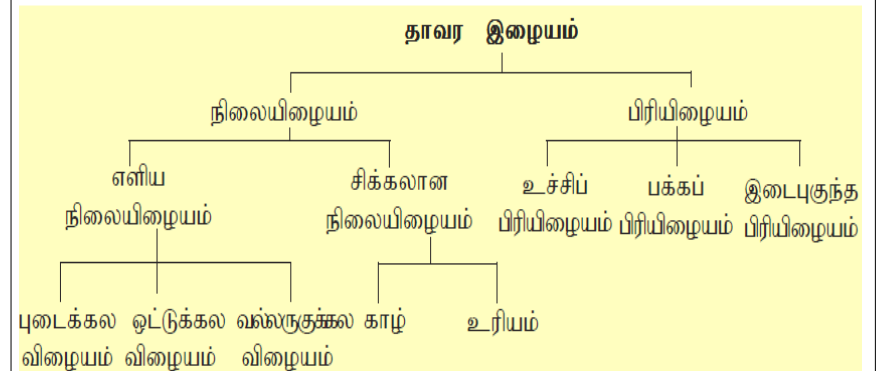 தாவர இழையம்
நிலையிழையம் பிரியிழையம்
எளிய
நிலையிழையம்
சிக்கலான
நிலையிழையம்
உச்சிப்
பிரியிழையம்
பக்கப்
பிரியிழையம்
இடைபுகுந்த
பிரியிழையம்
புடைக்கல
விழையம்
ஒட்டுக்கல
விழையம்
விழையம்
காழ்
உரியம்